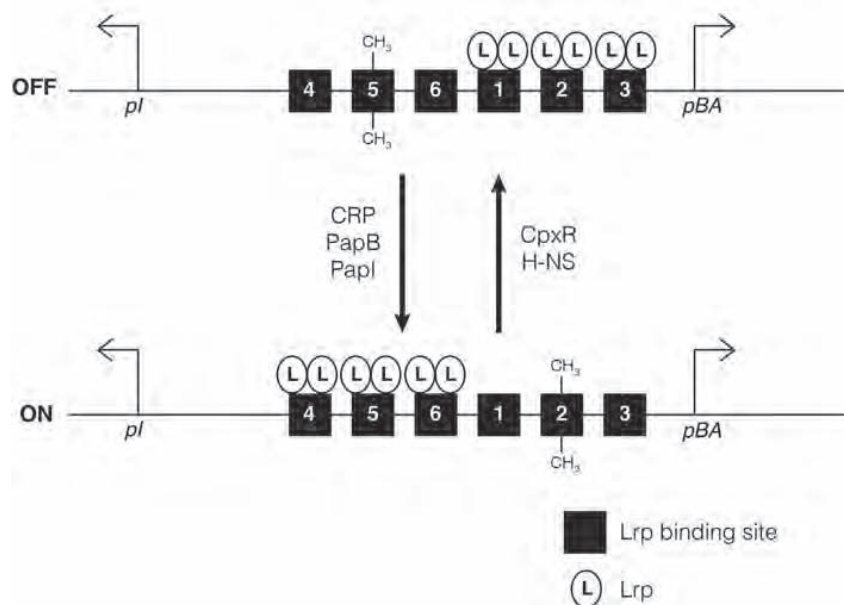 L L L L L L
CH3
OFF
4 5 6 1 2 3
pI
pBA
CH3
CRP
PapB
PapI
CpxR
H-NS
L L L L L L
CH3
ON
4 5 6 1 2 3
pI
pBA
CH3
Lrp binding site
L Lrp